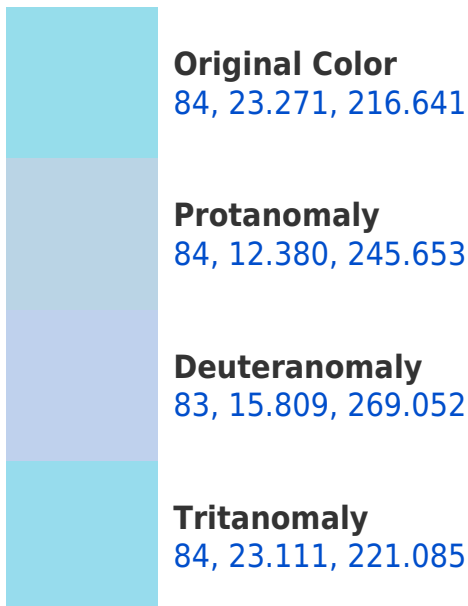 Original Color
84, 23.271, 216.641
Protanomaly
84, 12.380, 245.653
Deuteranomaly
83, 15.809, 269.052
Tritanomaly
84, 23.111, 221.085